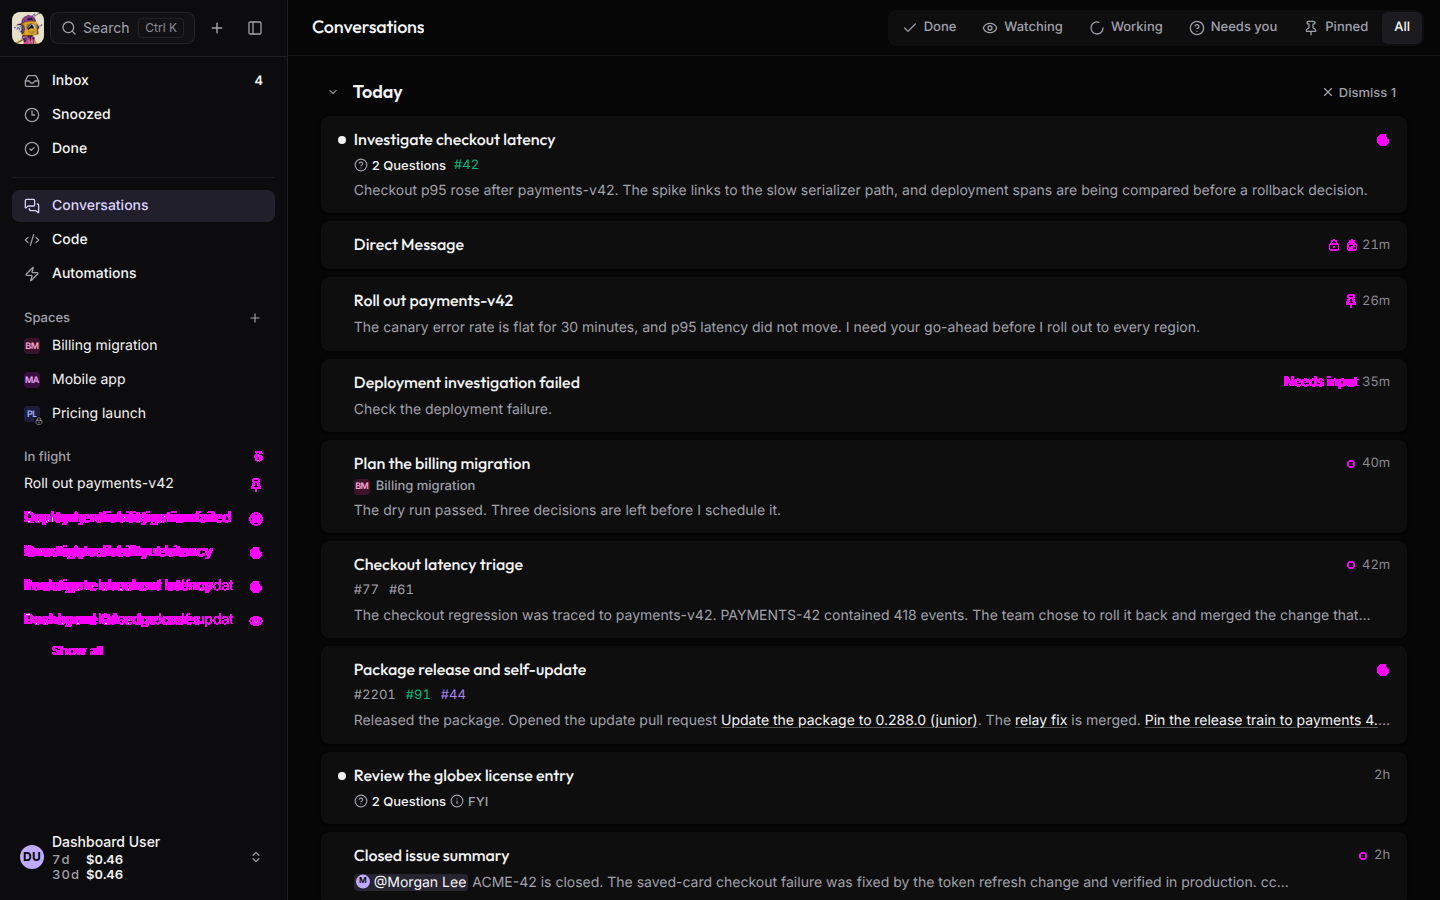 Search Ctrl K
Inbox 4
Snoozed
Done
Conversations
Code
Automations
Spaces
BM Billing migration
MA Mobile app
PL Pricing launch
In flight
Roll out payments-v42
Show all
DU Dashboard User
7d $0.46
30d $0.46
Conversations
Done Watching Working Needs you Pinned All
Today Dismiss 1
Investigate checkout latency
2 Questions #42
Checkout p95 rose after payments-v42. The spike links to the slow serializer path, and deployment spans are being compared before a rollback decision.
Direct Message 21m
Roll out payments-v42 26m
The canary error rate is flat for 30 minutes, and p95 latency did not move. I need your go-ahead before I roll out to every region.
Deployment investigation failed Needs input 35m
Check the deployment failure.
Plan the billing migration 40m
BM Billing migration
The dry run passed. Three decisions are left before I schedule it.
Checkout latency triage 42m
#77 #61
The checkout regression was traced to payments-v42. PAYMENTS-42 contained 418 events. The team chose to roll it back and merged the change that...
Package release and self-update
#2201 #91 #44
Released the package. Opened the update pull request Update the package to 0.288.0 (junior). The relay fix is merged. Pin the release train to payments 4....
Review the globex license entry 2h
2 Questions FYI
Closed issue summary 2h
M @Morgan Lee ACME-42 is closed. The saved-card checkout failure was fixed by the token refresh change and verified in production. cc...